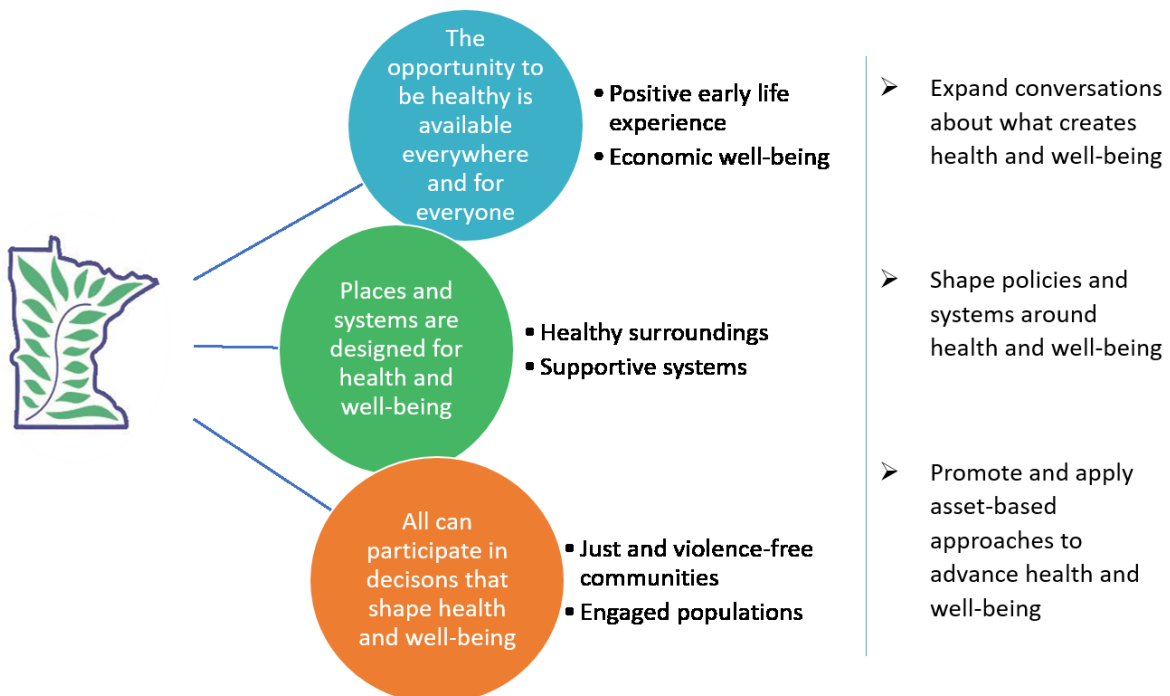 The
opportunity to
be healthy is
available
everywhere
and for
everyone
• Positive early life
experience
• Economic well-being
➢ Expand conversations
about what creates
health and well-being
Places and
systems are
designed for
health and
well-being
▪ Healthy surroundings
▪ Supportive systems
➢ Shape policies and
systems around
health and well-being
All can
participate in
decisons that
shape health
and well-being
▪ Just and violence-free
communities
▪ Engaged populations
➢ Promote and apply
asset-based
approaches to
advance health and
well-being